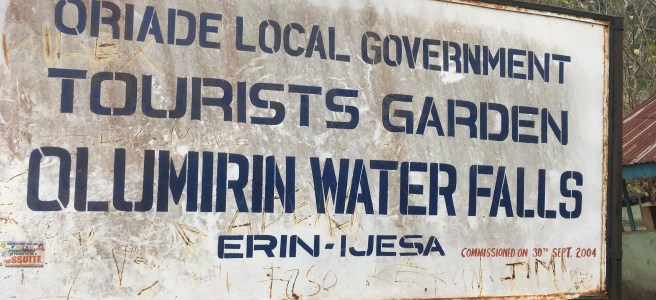 ORIADE LOCAL GOVERNMENT
TOURISTS GARDEN
OLUMIRIN WATER FALLS
ERIN-IJESA
COMMISSIONED ON 30TH SEPT. 2004